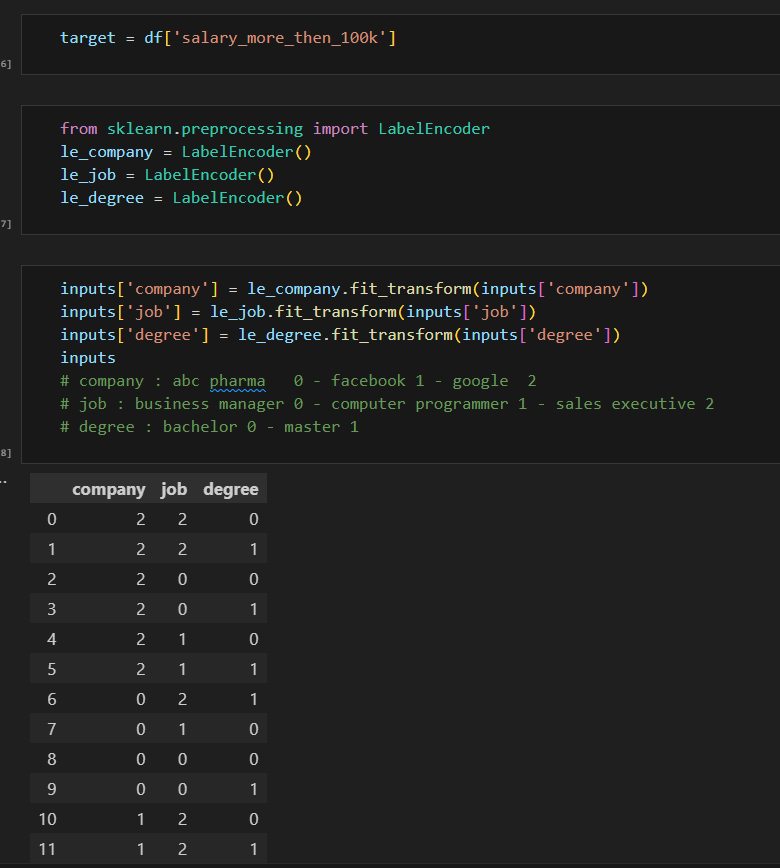 target = df['salary_more_then_100k']
6]
from sklearn.preprocessing import LabelEncoder
le_company = LabelEncoder()
le_job = LabelEncoder()
le_degree = LabelEncoder()
7]
inputs['company'] = le_company.fit_transform(inputs['company'])
inputs['job'] = le_job.fit_transform(inputs['job'])
inputs['degree'] = le_degree.fit_transform(inputs['degree'])
inputs
# company : abc pharma   0 - facebook 1 - google  2
# job : business manager 0 - computer programmer 1 - sales executive 2
# degree : bachelor 0 - master 1
8]
..
company job degree
0 2 2 0
1 2 2 1
2 2 0 0
3 2 0 1
4 2 1 0
5 2 1 1
6 0 2 1
7 0 1 0
8 0 0 0
9 0 0 1
10 1 2 0
11 1 2 1